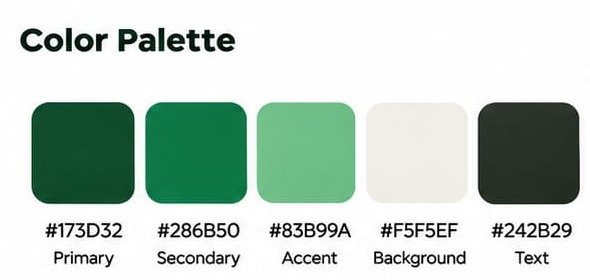 Color Palette
#173D32 #286B50 #83B99A #F5F5EF #242B29
Primary Secondary Accent Background Text